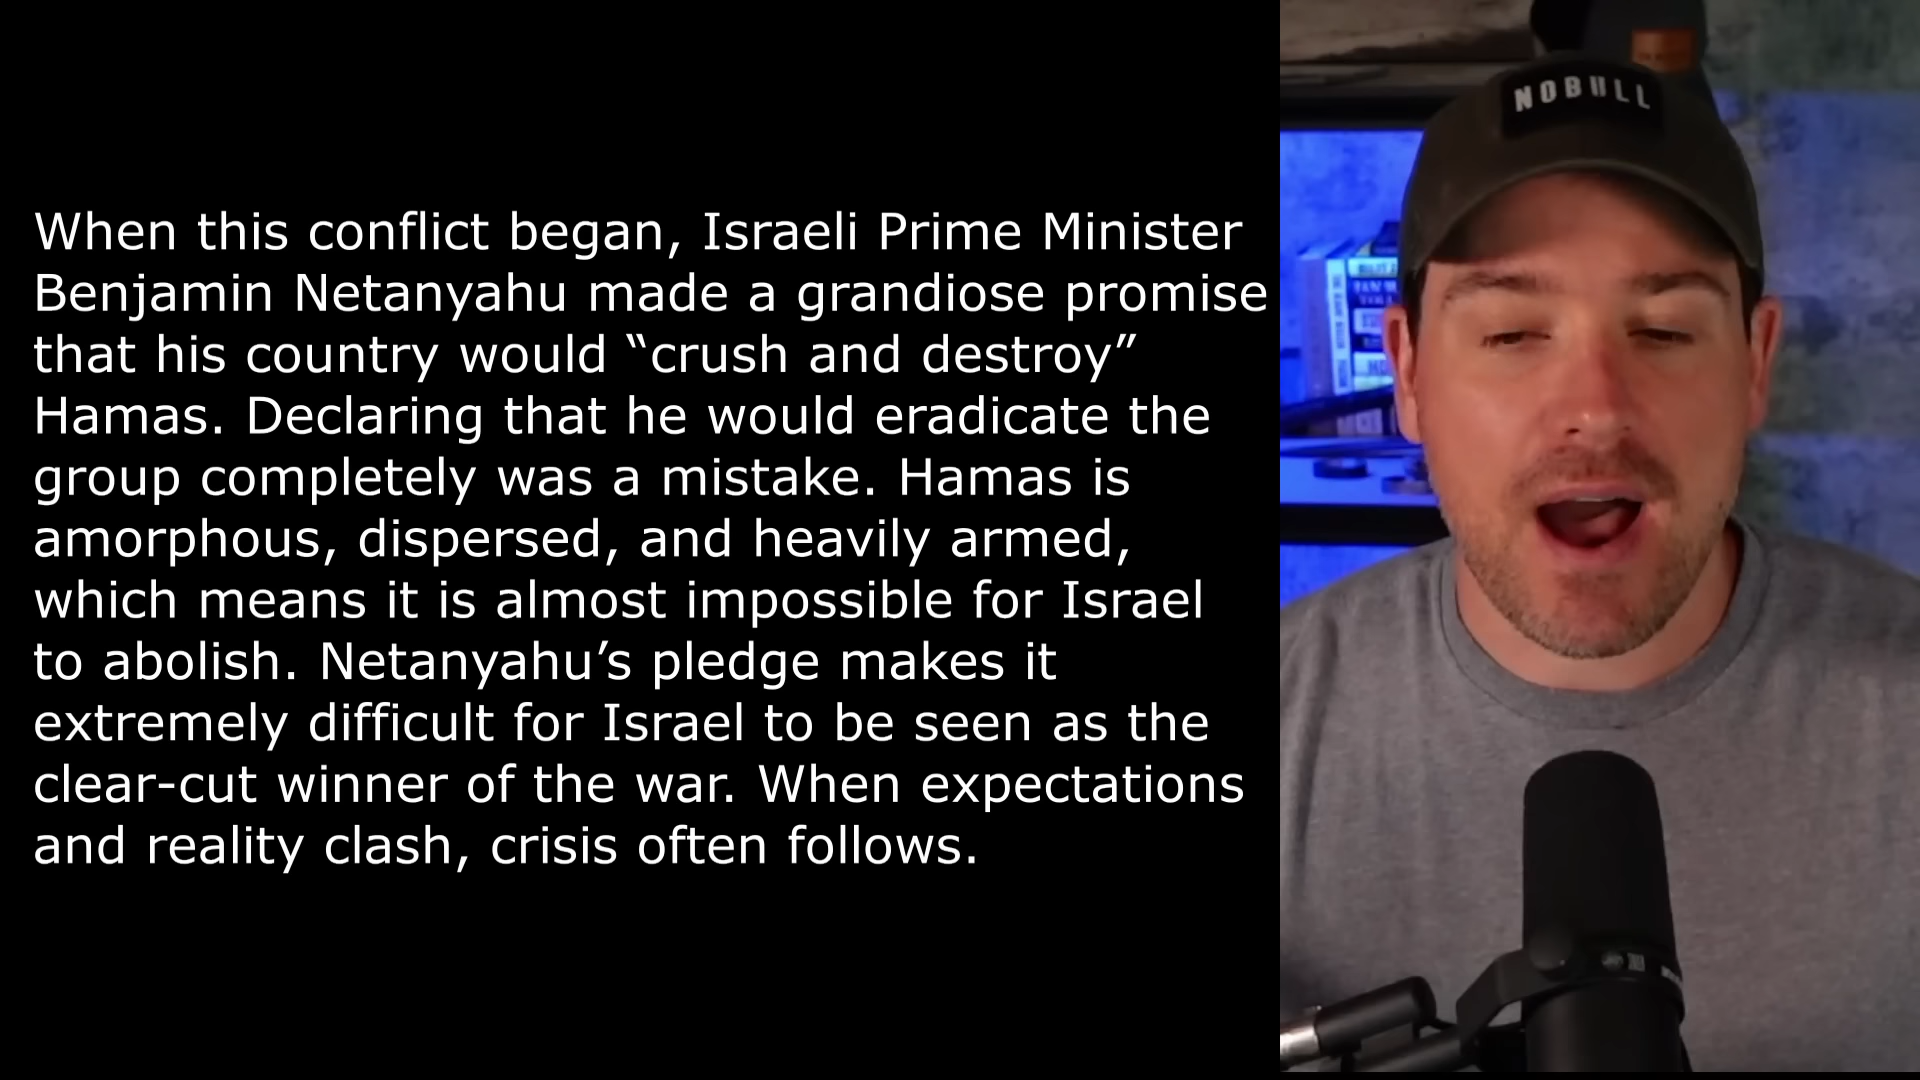 When this conflict began, Israeli Prime Minister
Benjamin Netanyahu made a grandiose promise
that his country would “crush and destroy”
Hamas. Declaring that he would eradicate the
group completely was a mistake. Hamas is
amorphous, dispersed, and heavily armed,
which means it is almost impossible for Israel
to abolish. Netanyahu’s pledge makes it
extremely difficult for Israel to be seen as the
clear-cut winner of the war. When expectations
and reality clash, crisis often follows.
NOBULL